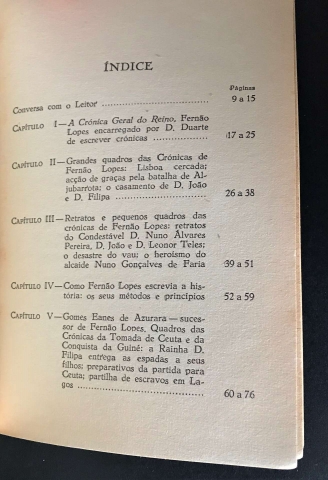 ÍNDICE
Páginas
Conversa com o Leitor ........................ 9 a 15
CAPÍTULO I — A Crónica Geral do Reino, Fernão
Lopes encarregado por D. Duarte
de escrever crónicas .................. 17 a 25
CAPÍTULO II — Grandes quadros das Crónicas de
Fernão Lopes: Lisboa cercada;
acção de graças pela batalha de Al-
jubarrota; o casamento de D. João
e D. Filipa .............................. 26 a 38
CAPÍTULO III — Retratos e pequenos quadros das
crónicas de Fernão Lopes: retratos
do Condestável D. Nuno Álvares
Pereira, D. João e D. Leonor Teles;
o desastre do vau; o heroísmo do
alcaide Nuno Gonçalves de Faria 39 a 51
CAPÍTULO IV — Como Fernão Lopes escrevia a his-
tória: os seus métodos e princípios 52 a 59
CAPÍTULO V — Gomes Eanes de Azurara — suces-
sor de Fernão Lopes. Quadros das
Crónicas da Tomada de Ceuta e da
Conquista da Guiné: a Rainha D.
Filipa entrega as espadas a seus
filhos; preparativos da partida para
Ceuta; partilha de escravos em La-
gos ....................................... 60 a 76